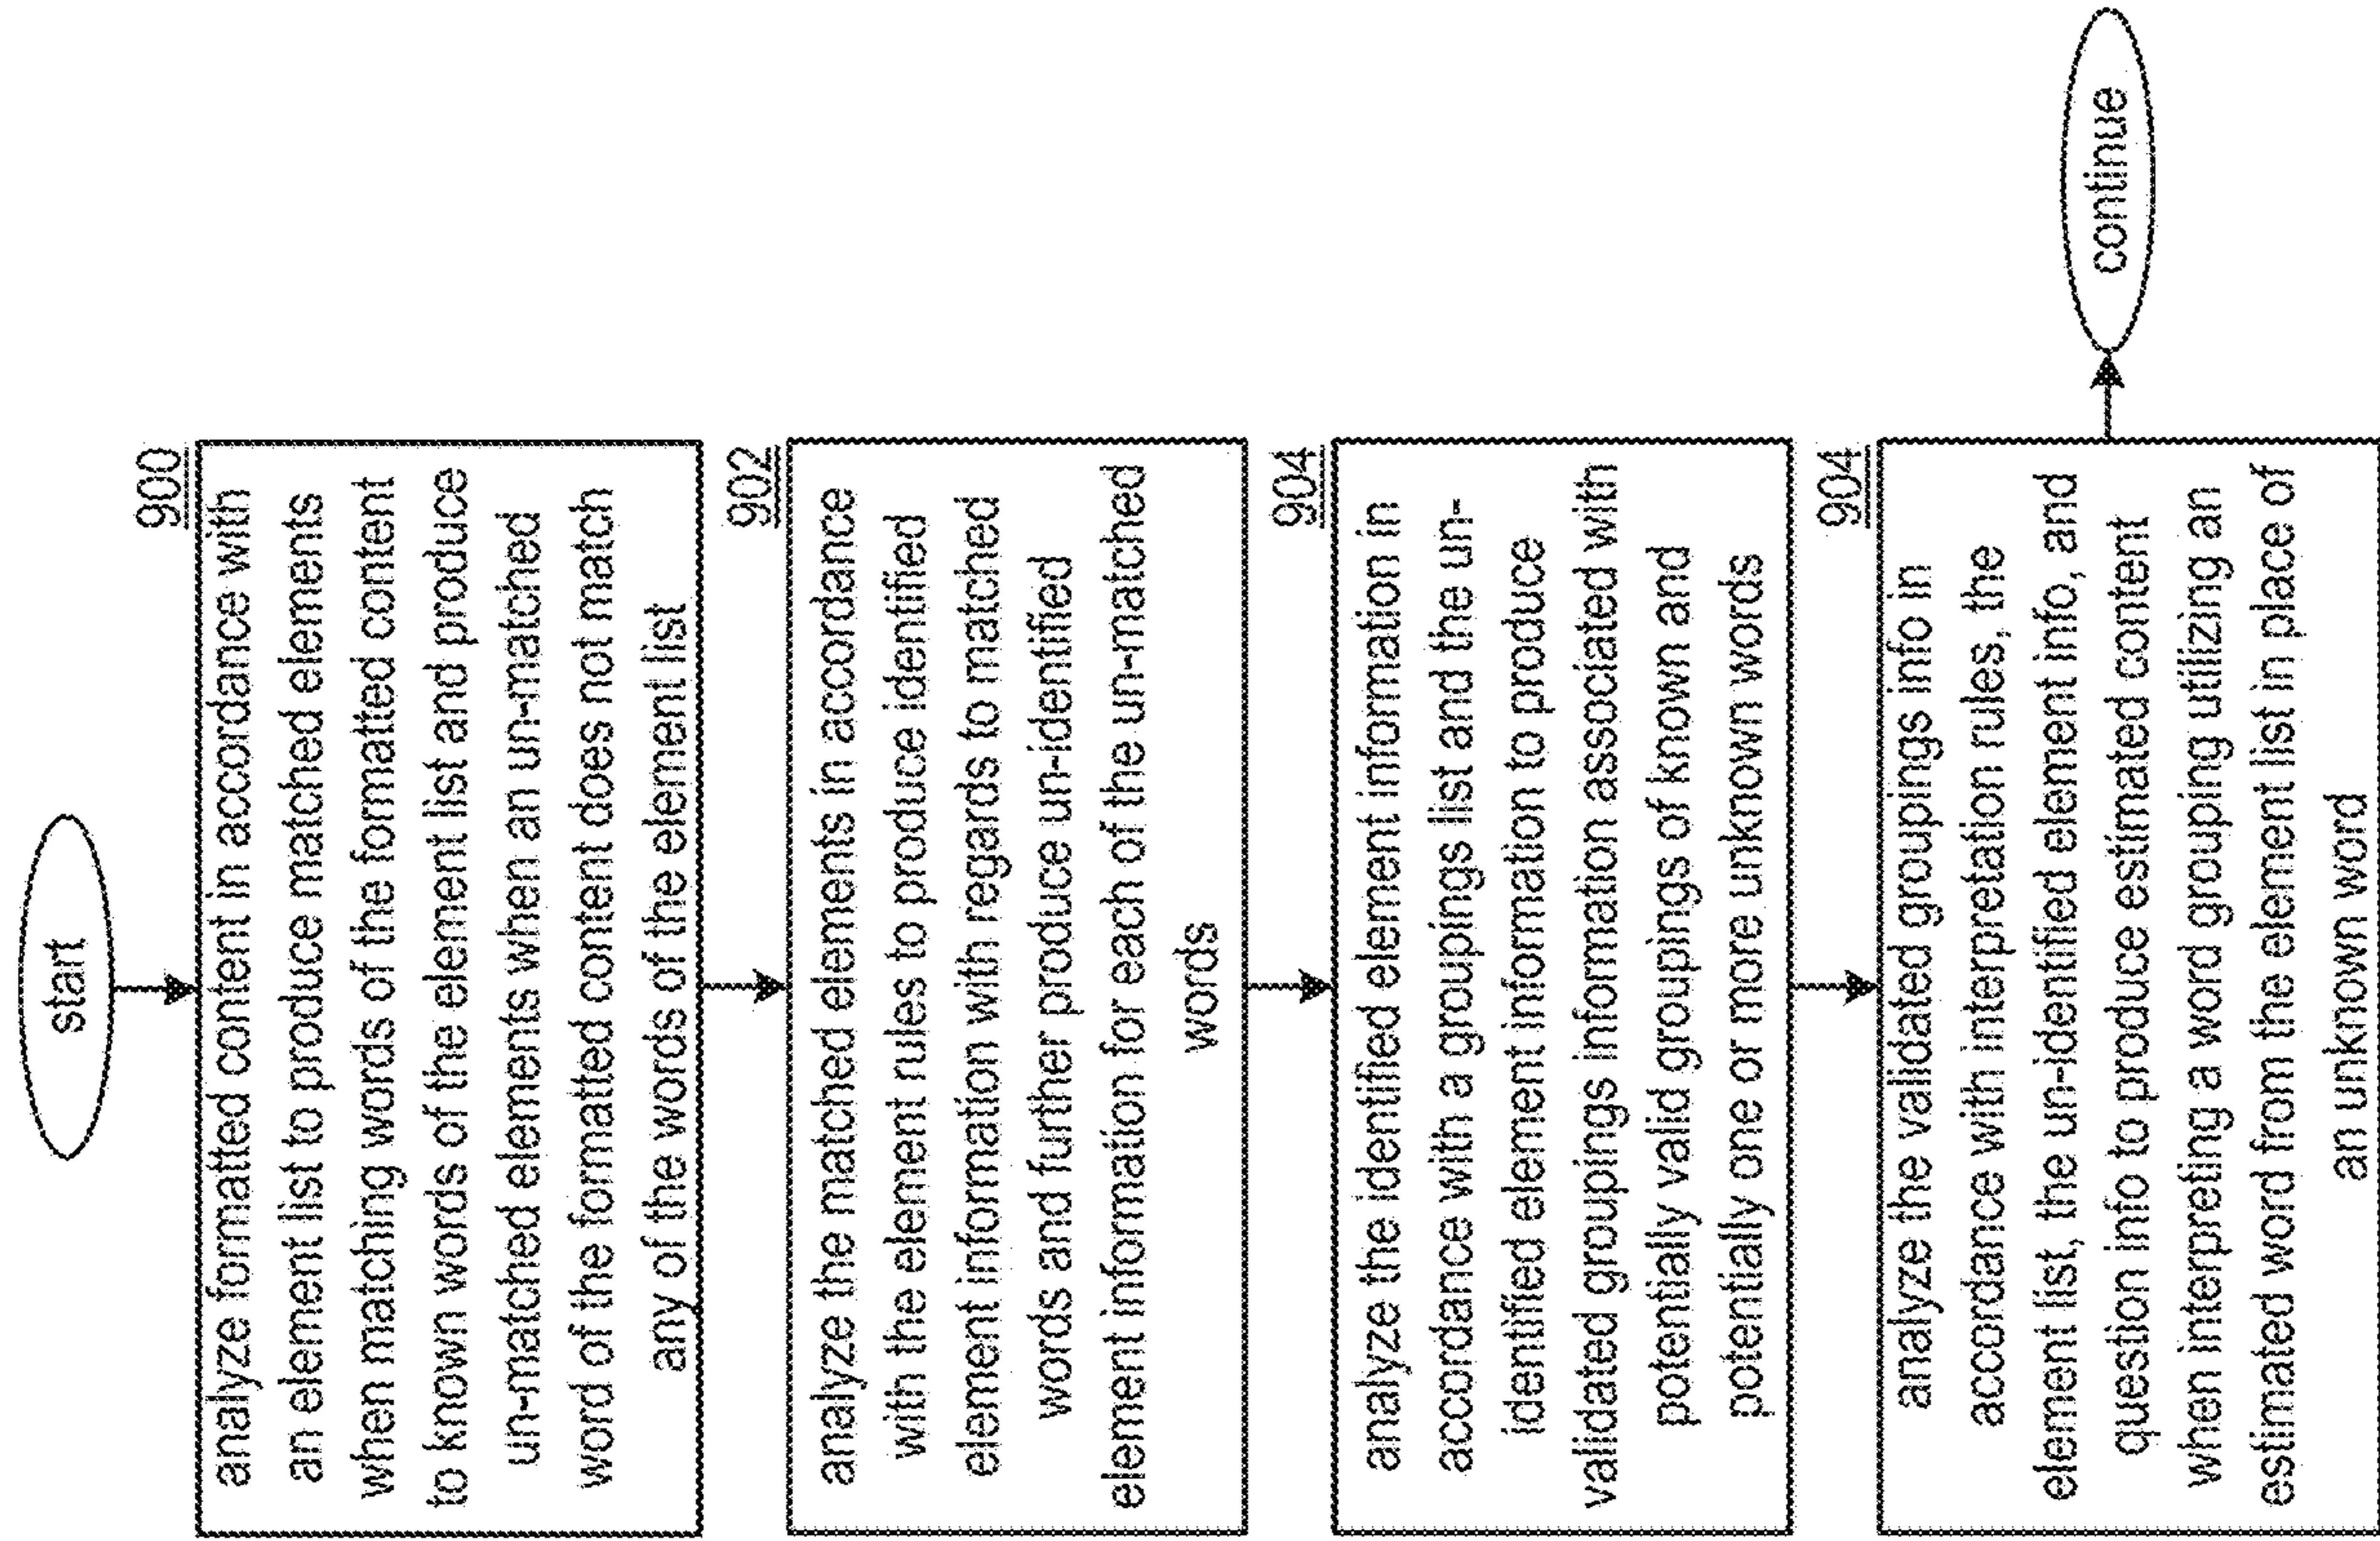 start
900
analyze formatted content in accordance with
an element list to produce matched elements
when matching words of the formatted content
to known words of the element list and produce
un-matched elements when an un-matched
word of the formatted content does not match
any of the words of the element list
902
analyze the matched elements in accordance
with the element rules to produce identified
element information with regards to matched
words and further produce un-identified
element information for each of the un-matched
words
904
analyze the identified element information in
accordance with a groupings list and the un-
identified element information to produce
validated groupings information associated with
potentially valid groupings of known and
potentially one or more unknown words
904
analyze the validated groupings info in
accordance with interpretation rules, the
element list, the un-identified element info, and
question info to produce estimated content
when interpreting a word grouping utilizing an
estimated word from the element list in place of
an unknown word
continue